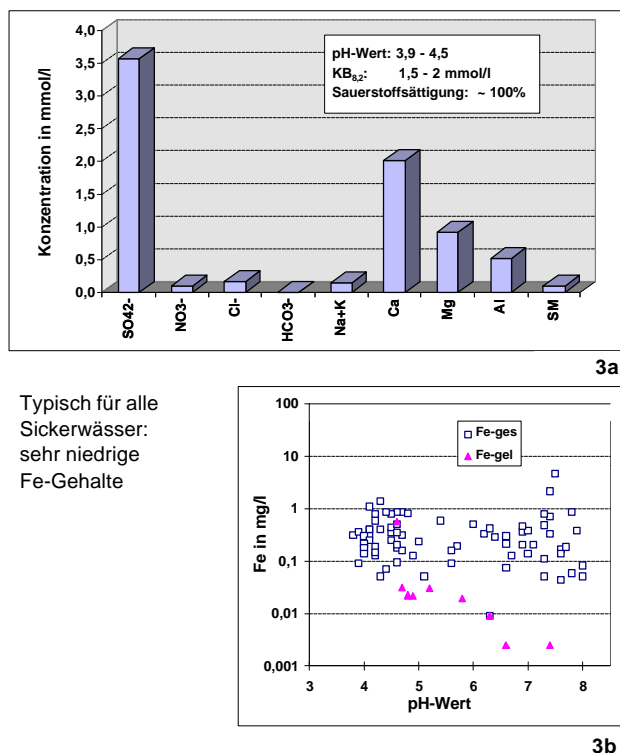 4,0
3,5
3,0
2,5
2,0
1,5
1,0
0,5
0,0
Konzentration in mmol/l
pH-Wert: 3,9 - 4,5
KB8,2: 1,5 - 2 mmol/l
Sauerstoffsättigung: ~ 100%
SO42-
NO3-
Cl-
HCO3-
Na+K
Ca
Mg
Al
SM
3a
Typisch für alle
Sickerwässer:
sehr niedrige
Fe-Gehalte
100
10
1
0,1
0,01
0,001
Fe in mg/l
Fe-ges
Fe-gel
3 4 5 6 7 8
pH-Wert
3b